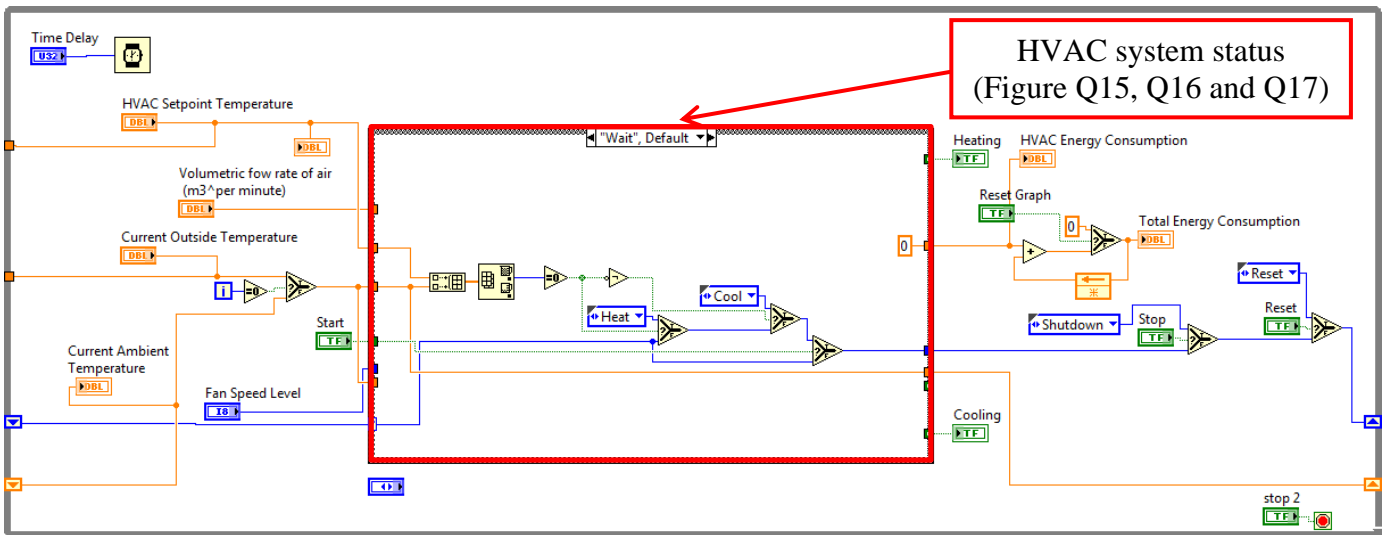 HVAC system status
(Figure Q15, Q16 and Q17)
Time Delay
U32
HVAC Setpoint Temperature
DBL
DBL
"Wait", Default
Volumetric fow rate of air
(m3^per minute)
DBL
Current Outside Temperature
DBL
i
=0
?
Start
TF
Current Ambient
Temperature
DBL
Fan Speed Level
I8
=0
Heat
?
Cool
?
?
0
Heating
TF
HVAC Energy Consumption
DBL
Reset Graph
TF
0
?
+
Total Energy Consumption
DBL
Shutdown
Stop
TF
?
Reset
Reset
TF
?
Cooling
TF
stop 2
TF